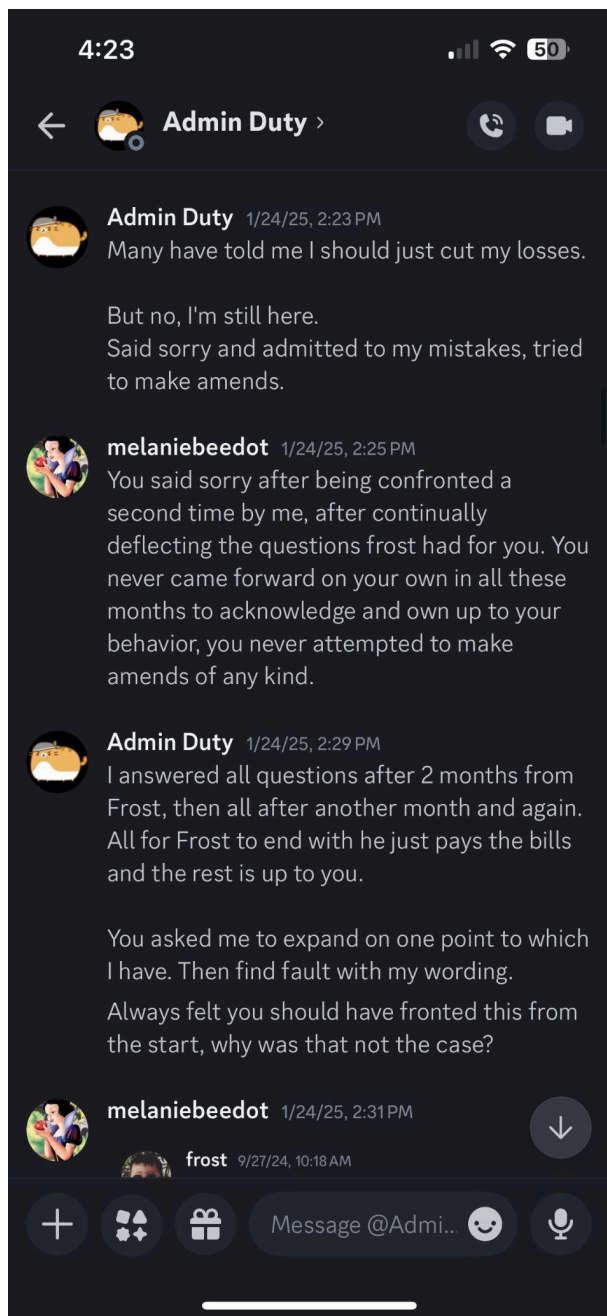 4:23
50
Admin Duty ›
Admin Duty 1/24/25, 2:23 PM
Many have told me I should just cut my losses.
But no, I'm still here.
Said sorry and admitted to my mistakes, tried
to make amends.
melaniebeedot 1/24/25, 2:25 PM
You said sorry after being confronted a
second time by me, after continually
deflecting the questions frost had for you. You
never came forward on your own in all these
months to acknowledge and own up to your
behavior, you never attempted to make
amends of any kind.
Admin Duty 1/24/25, 2:29 PM
I answered all questions after 2 months from
Frost, then all after another month and again.
All for Frost to end with he just pays the bills
and the rest is up to you.
You asked me to expand on one point to which
I have. Then find fault with my wording.
Always felt you should have fronted this from
the start, why was that not the case?
melaniebeedot 1/24/25, 2:31 PM
frost 9/27/24, 10:18 AM
Message @Admi...